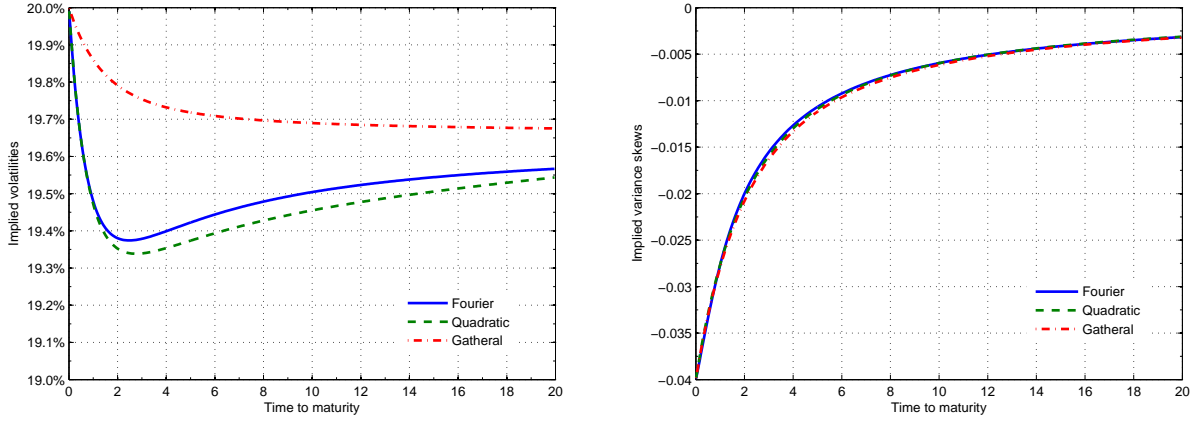 20.0%
19.9%
19.8%
19.7%
19.6%
19.5%
19.4%
19.3%
19.2%
19.1%
19.0%
Implied volatilities
0 2 4 6 8 10 12 14 16 18 20
Time to maturity
Fourier
Quadratic
Gatheral
0
−0.005
−0.01
−0.015
−0.02
−0.025
−0.03
−0.035
−0.04
Implied variance skews
0 2 4 6 8 10 12 14 16 18 20
Time to maturity
Fourier
Quadratic
Gatheral